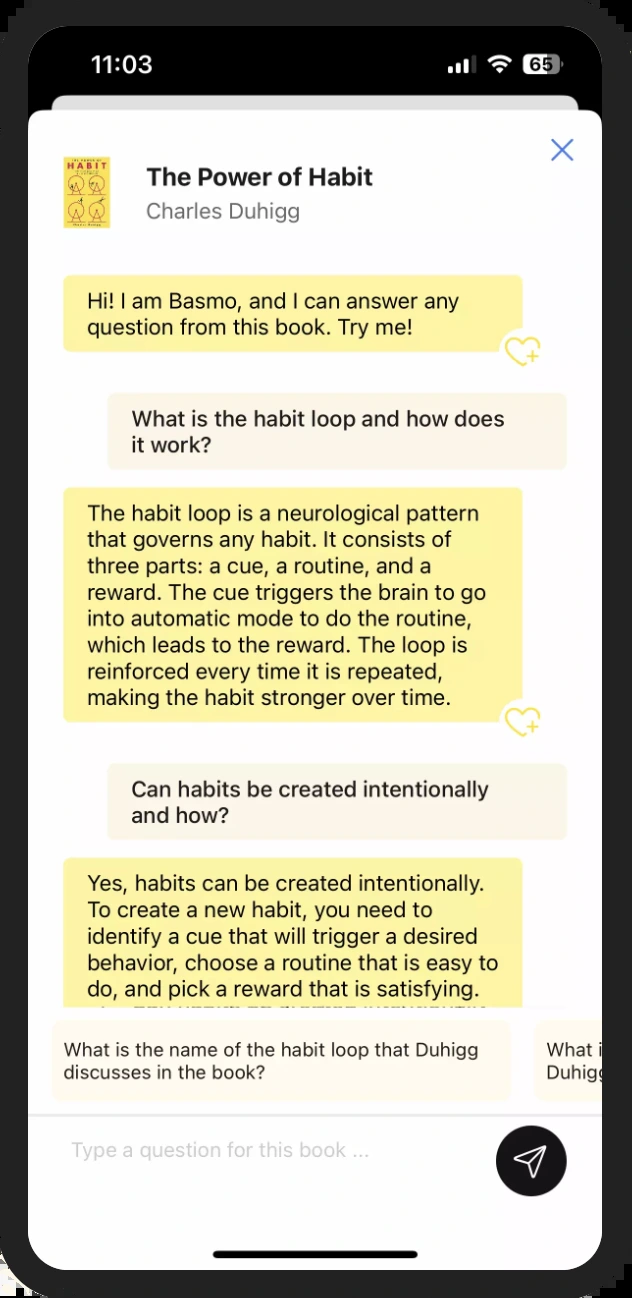 11:03
65
HABIT
The Power of Habit
Charles Duhigg
Hi! I am Basmo, and I can answer any
question from this book. Try me!
What is the habit loop and how does
it work?
The habit loop is a neurological pattern
that governs any habit. It consists of
three parts: a cue, a routine, and a
reward. The cue triggers the brain to go
into automatic mode to do the routine,
which leads to the reward. The loop is
reinforced every time it is repeated,
making the habit stronger over time.
Can habits be created intentionally
and how?
Yes, habits can be created intentionally.
To create a new habit, you need to
identify a cue that will trigger a desired
behavior, choose a routine that is easy to
do, and pick a reward that is satisfying.
What is the name of the habit loop that Duhigg
discusses in the book?
What i
Duhigg
Type a question for this book ...